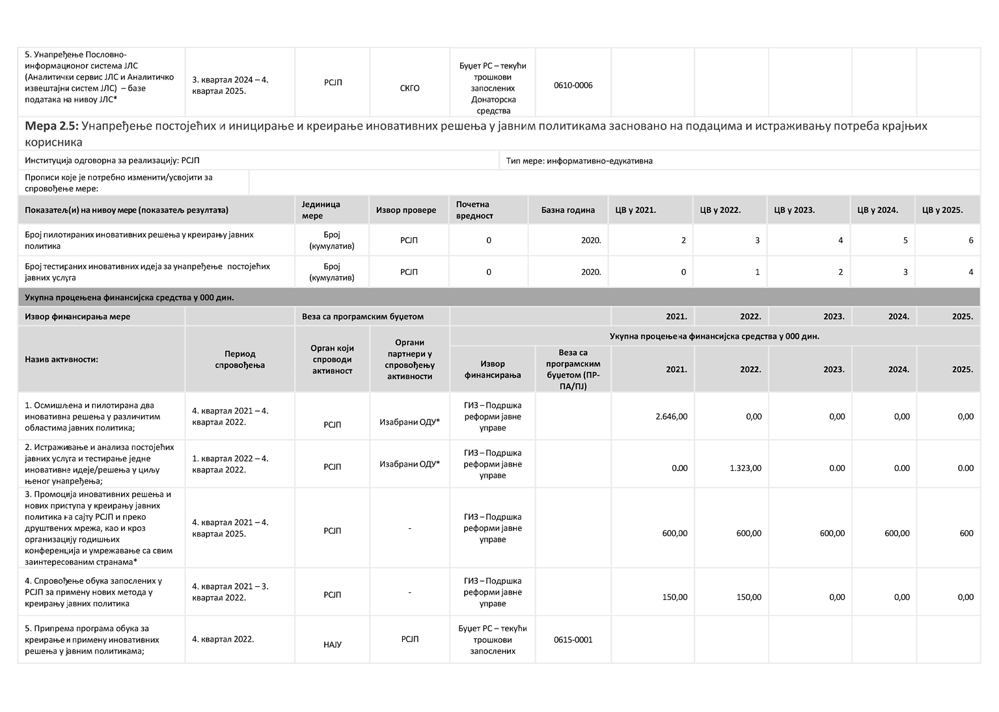 5. Унапређење Пословно-
информационог система ЈЛС
(Аналитички сервис ЈЛС и Аналитичко
извештајни систем ЈЛС) – базе
података на нивоу ЈЛС*
3. квартал 2024 – 4.
квартал 2025.
РСЈП
СКГО
Буџет РС – текући
трошкови
запослених
Донаторска
средства
0610-0006
Мера 2.5: Унапређење постојећих и иницирање и креирање иновативних решења у јавним политикама засновано на подацима и истраживању потреба крајњих
корисника
Институција одговорна за реализацију: РСЈП
Тип мере: информативно-едукативна
Прописи које је потребно изменити/усвојити за
спровођење мере:
Показатељ(и) на нивоу мере (показатељ резултата)
Јединица
мере
Извор провере
Почетна
вредност
Базна година
ЦВ у 2021.
ЦВ у 2022.
ЦВ у 2023.
ЦВ у 2024.
ЦВ у 2025.
Број пилотираних иновативних решења у креирању јавних
политика
Број
(кумулатив)
РСЈП
0
2020.
2
3
4
5
6
Број тестираних иновативних идеја за унапређење постојећих
јавних услуга
Број
(кумулатив)
РСЈП
0
2020.
0
1
2
3
4
Укупна процењена финансијска средства у 000 дин.
Извор финансирања мере
Веза са програмским буџетом
2021.
2022.
2023.
2024.
2025.
Назив активности:
Период
спровођења
Орган који
спроводи
активност
Органи
партнери у
спровођењу
активности
Укупна процењена финансијска средства у 000 дин.
Извор
финансирања
Веза са
програмским
буџетом (ПР-
ПА/ПЈ)
2021.
2022.
2023.
2024.
2025.
1. Осмишљена и пилотирана два
иновативна решења у различитим
областима јавних политика;
4. квартал 2021 – 4.
квартал 2022.
РСЈП
Изабрани ОДУ*
ГИЗ – Подршка
реформи јавне
управе
2.646,00
0,00
0,00
0,00
0,00
2. Истраживање и анализа постојећих
јавних услуга и тестирање једне
иновативне идеје/решења у циљу
њеног унапређења;
1. квартал 2022 – 4.
квартал 2022.
РСЈП
Изабрани ОДУ*
ГИЗ – Подршка
реформи јавне
управе
0.00
1.323,00
0.00
0.00
0.00
3. Промоција иновативних решења и
нових приступа у креирању јавних
политика на сајту РСЈП и преко
друштвених мрежа, као и кроз
организацију годишњих
конференција и умрежавање са свим
заинтересованим странама*
4. квартал 2021 – 4.
квартал 2025.
РСЈП
-
ГИЗ – Подршка
реформи јавне
управе
600,00
600,00
600,00
600,00
600
4. Спровођење обука запослених у
РСЈП за примену нових метода у
креирању јавних политика
4. квартал 2021 – 3.
квартал 2022.
РСЈП
-
ГИЗ – Подршка
реформи јавне
управе
150,00
150,00
0,00
0,00
0,00
5. Припрема програма обука за
креирање и примену иновативних
решења у јавним политикама;
4. квартал 2022.
НАЈУ
РСЈП
Буџет РС – текући
трошкови
запослених
0615-0001